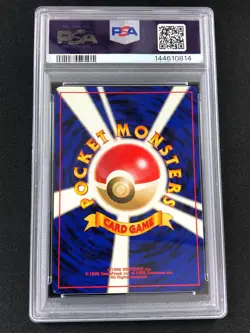 PSA
PSA
144610814
POCKET MONSTERS
CARD GAME